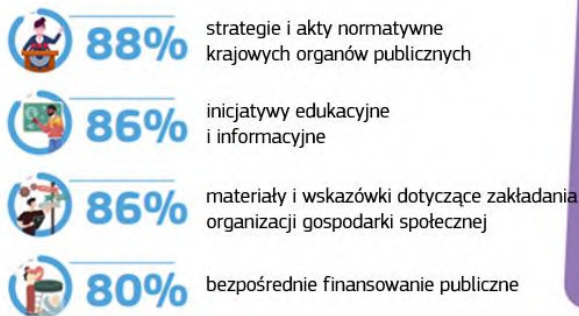 88%
strategie i akty normatywne
krajowych organów publicznych
86%
inicjatywy edukacyjne
i informacyjne
86%
materiały i wskazówki dotyczące zakładania
organizacji gospodarki społecznej
80%
bezpośrednie finansowanie publiczne